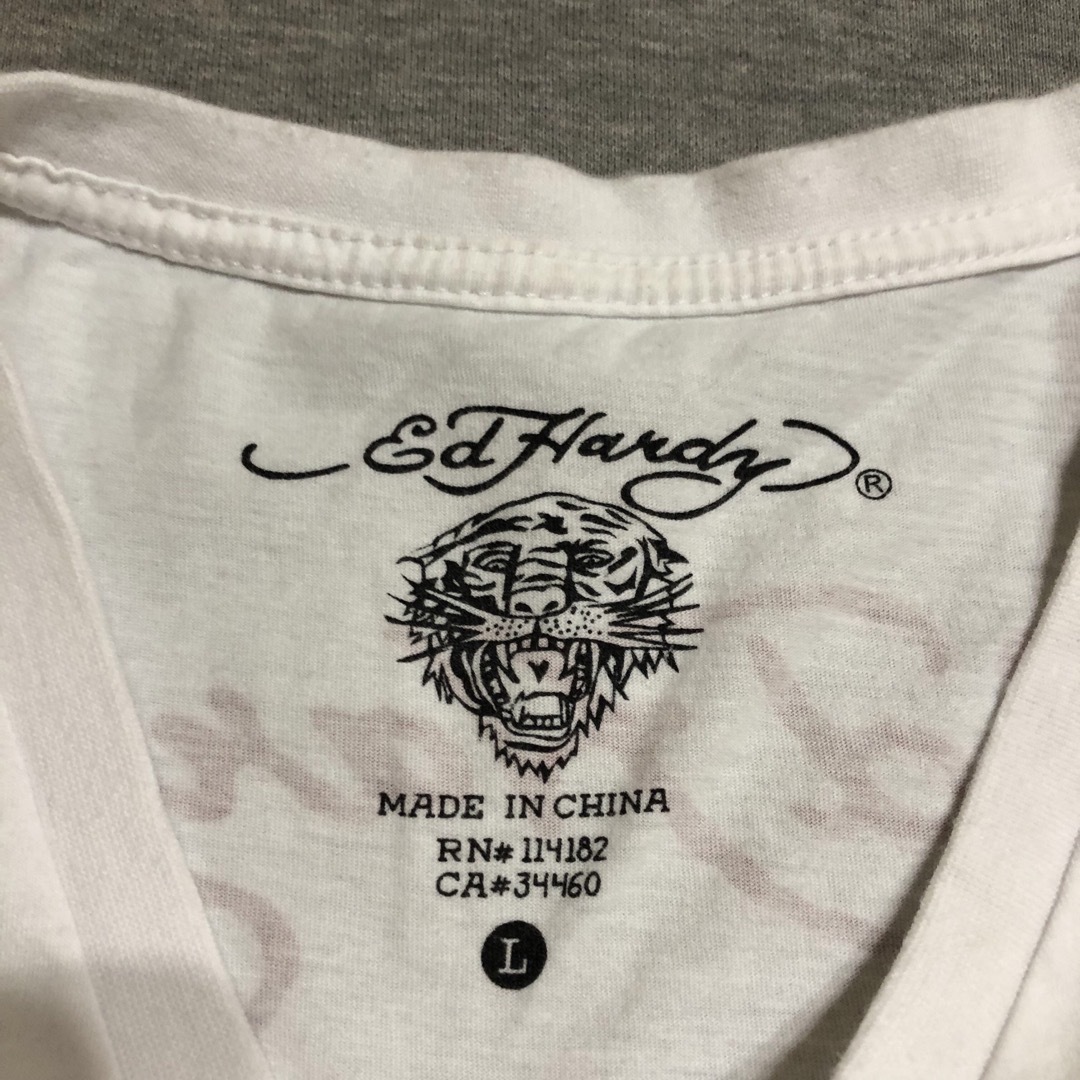 Ed Hardy ®
MADE IN CHINA
RN# 114182
CA#34460
L